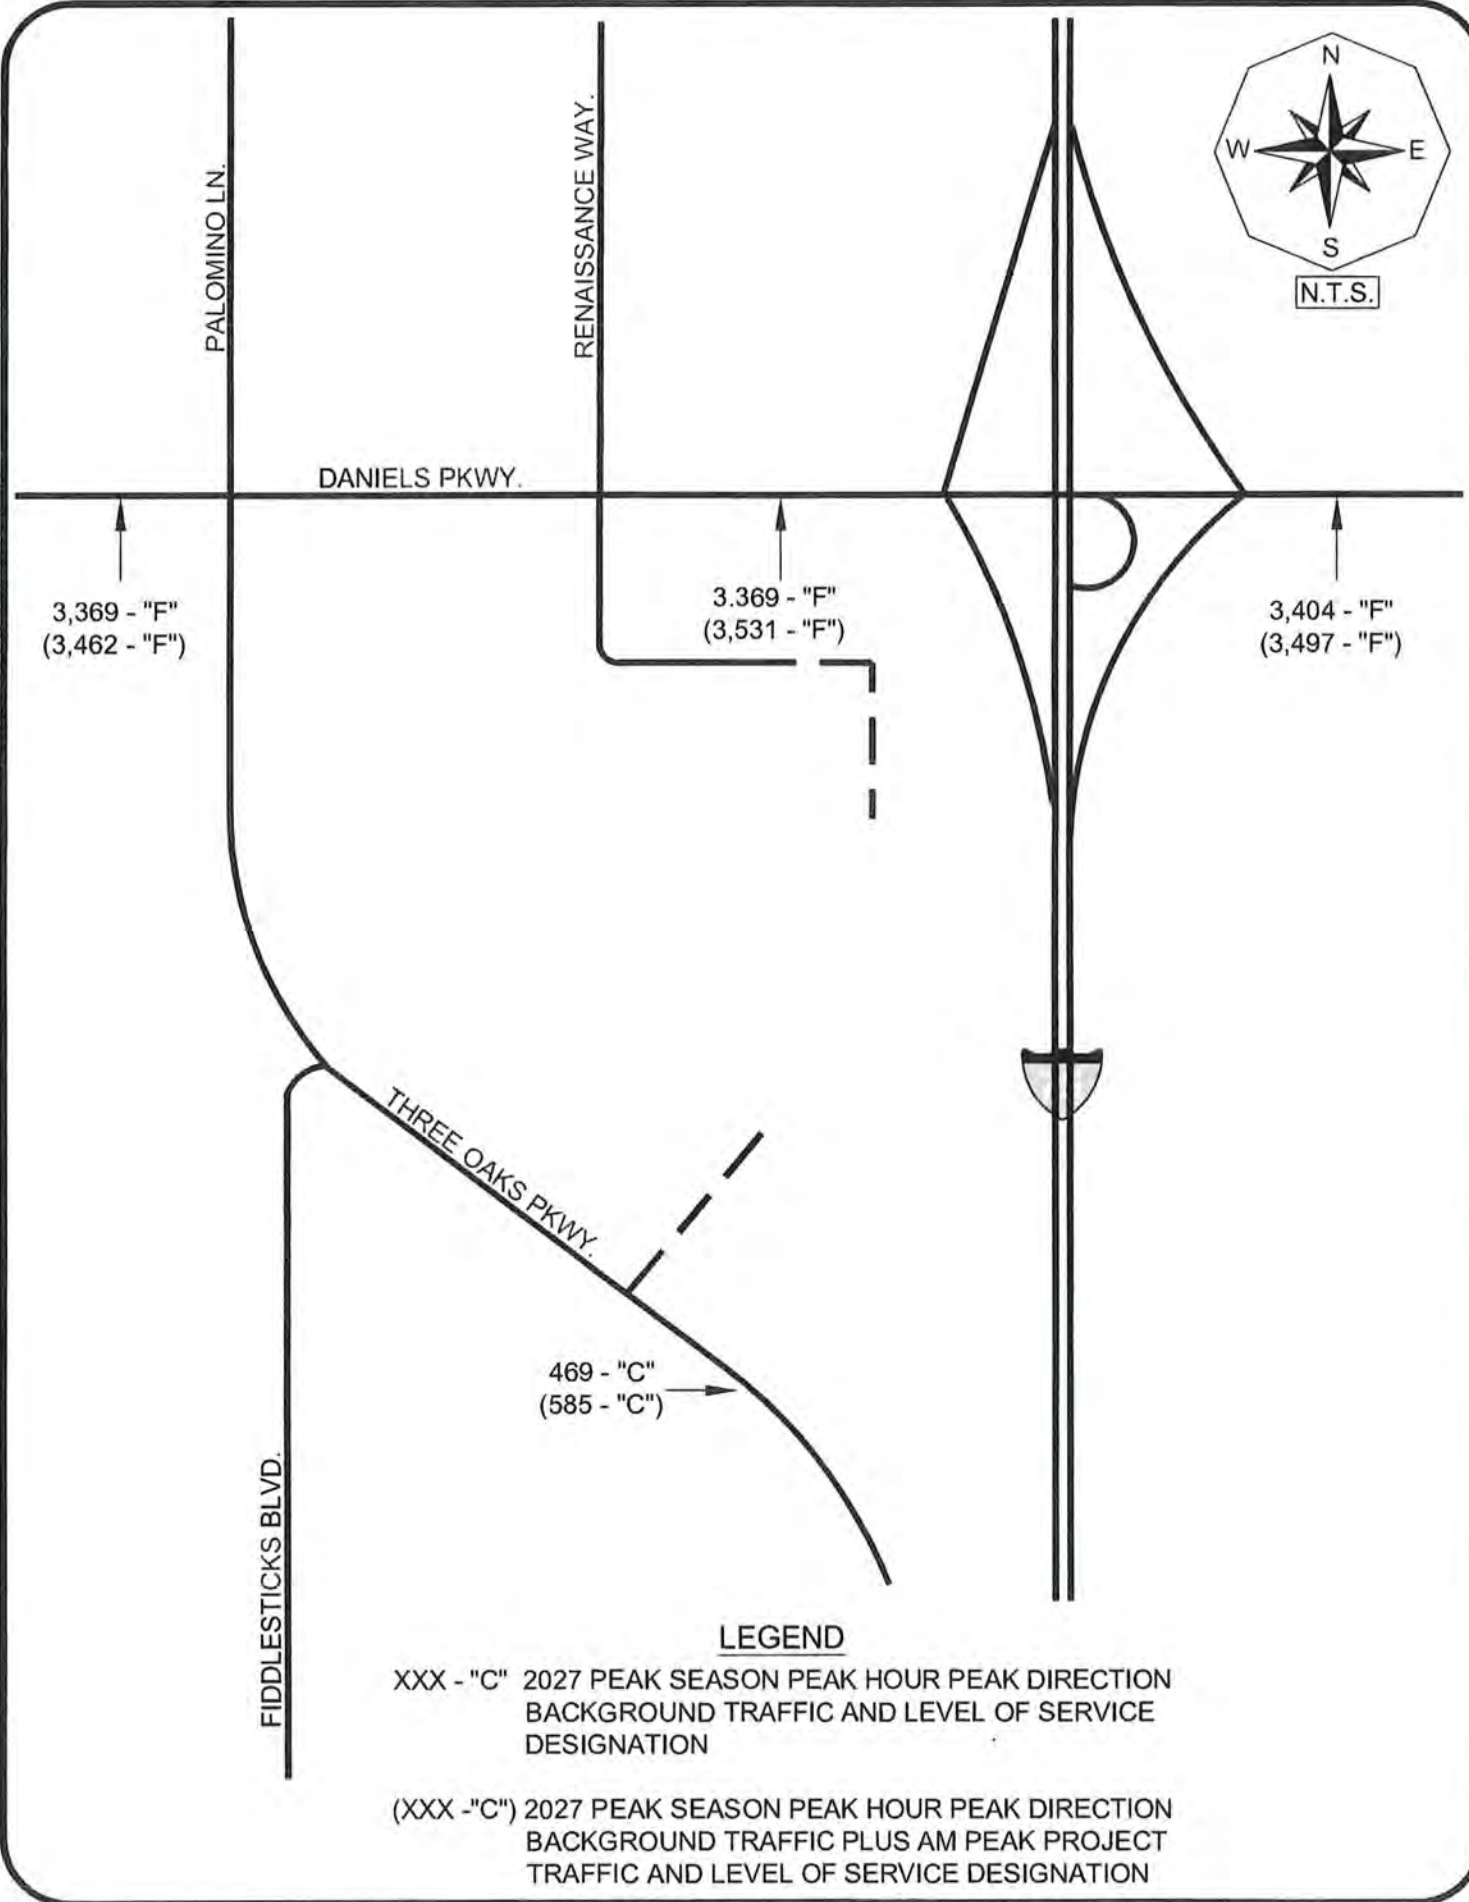 N
W E
S
N.T.S.
PALOMINO LN.
RENAISSANCE WAY.
DANIELS PKWY.
3,369 - "F"
(3,462 - "F")
3.369 - "F"
(3,531 - "F")
3,404 - "F"
(3,497 - "F")
THREE OAKS PKWY.
469 - "C"
(585 - "C")
FIDDLESTICKS BLVD.
LEGEND
XXX - "C" 2027 PEAK SEASON PEAK HOUR PEAK DIRECTION
BACKGROUND TRAFFIC AND LEVEL OF SERVICE
DESIGNATION
(XXX -"C") 2027 PEAK SEASON PEAK HOUR PEAK DIRECTION
BACKGROUND TRAFFIC PLUS AM PEAK PROJECT
TRAFFIC AND LEVEL OF SERVICE DESIGNATION